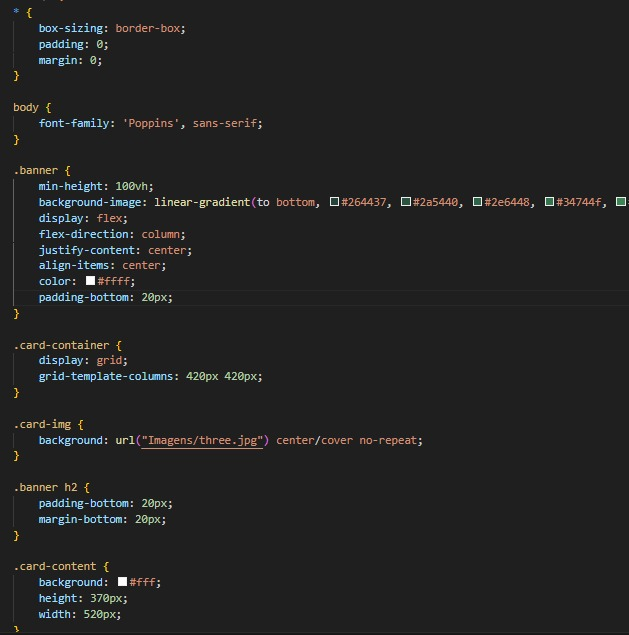 * {
box-sizing: border-box;
padding: 0;
margin: 0;
}
body {
font-family: 'Poppins', sans-serif;
}
.banner {
min-height: 100vh;
background-image: linear-gradient(to bottom, #264437, #2a5440, #2e6448, #34744f,
display: flex;
flex-direction: column;
justify-content: center;
align-items: center;
color: #ffff;
padding-bottom: 20px;
}
.card-container {
display: grid;
grid-template-columns: 420px 420px;
}
.card-img {
background: url("Imagens/three.jpg") center/cover no-repeat;
}
.banner h2 {
padding-bottom: 20px;
margin-bottom: 20px;
}
.card-content {
background: #fff;
height: 370px;
width: 520px;
}